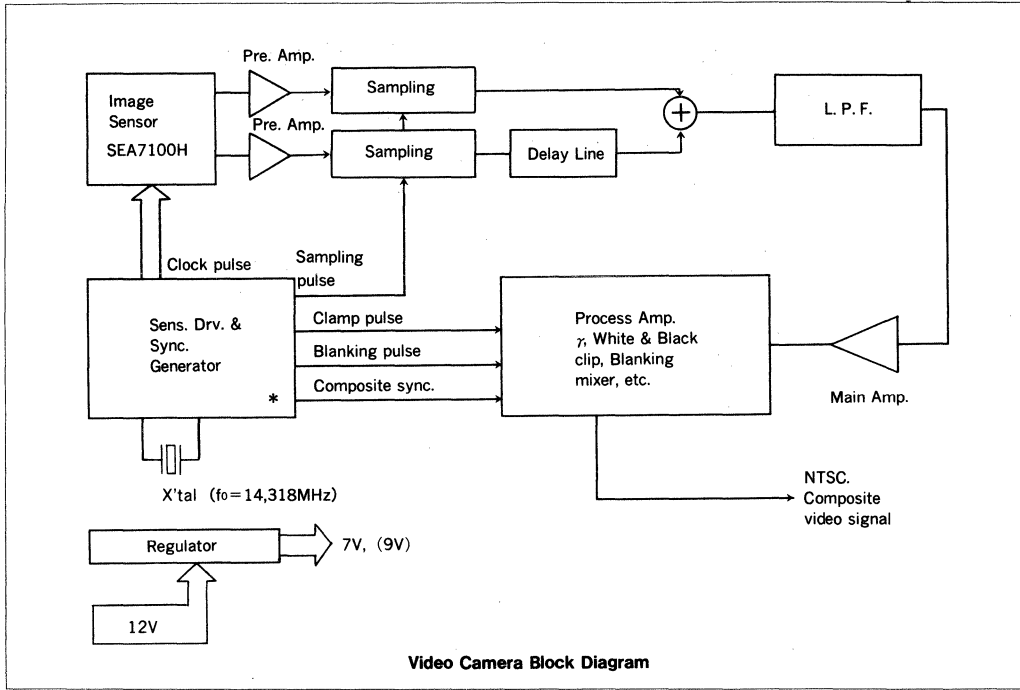 Pre. Amp.
Image
Sensor
SEA7100H
Sampling
Pre. Amp.
Sampling
Delay Line
+
L. P. F.
Clock pulse
Sampling
pulse
Sens. Drv. &
Sync.
Generator
*
Clamp pulse
Blanking pulse
Composite sync.
Process Amp.
γ, White & Black
clip, Blanking
mixer, etc.
Main Amp.
X'tal (fo=14,318MHz)
NTSC.
Composite
video signal
Regulator
7V, (9V)
12V
Video Camera Block Diagram